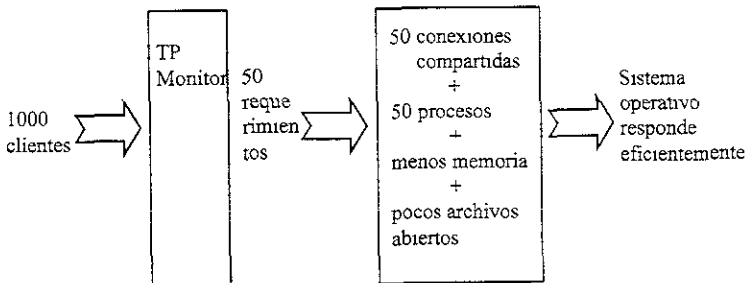 1000
clientes
TP
Monitor
50
reque
rimien
tos
50 conexiones
compartidas
+
50 procesos
+
menos memoria
+
pocos archivos
abiertos
Sistema
operativo
responde
eficientemente